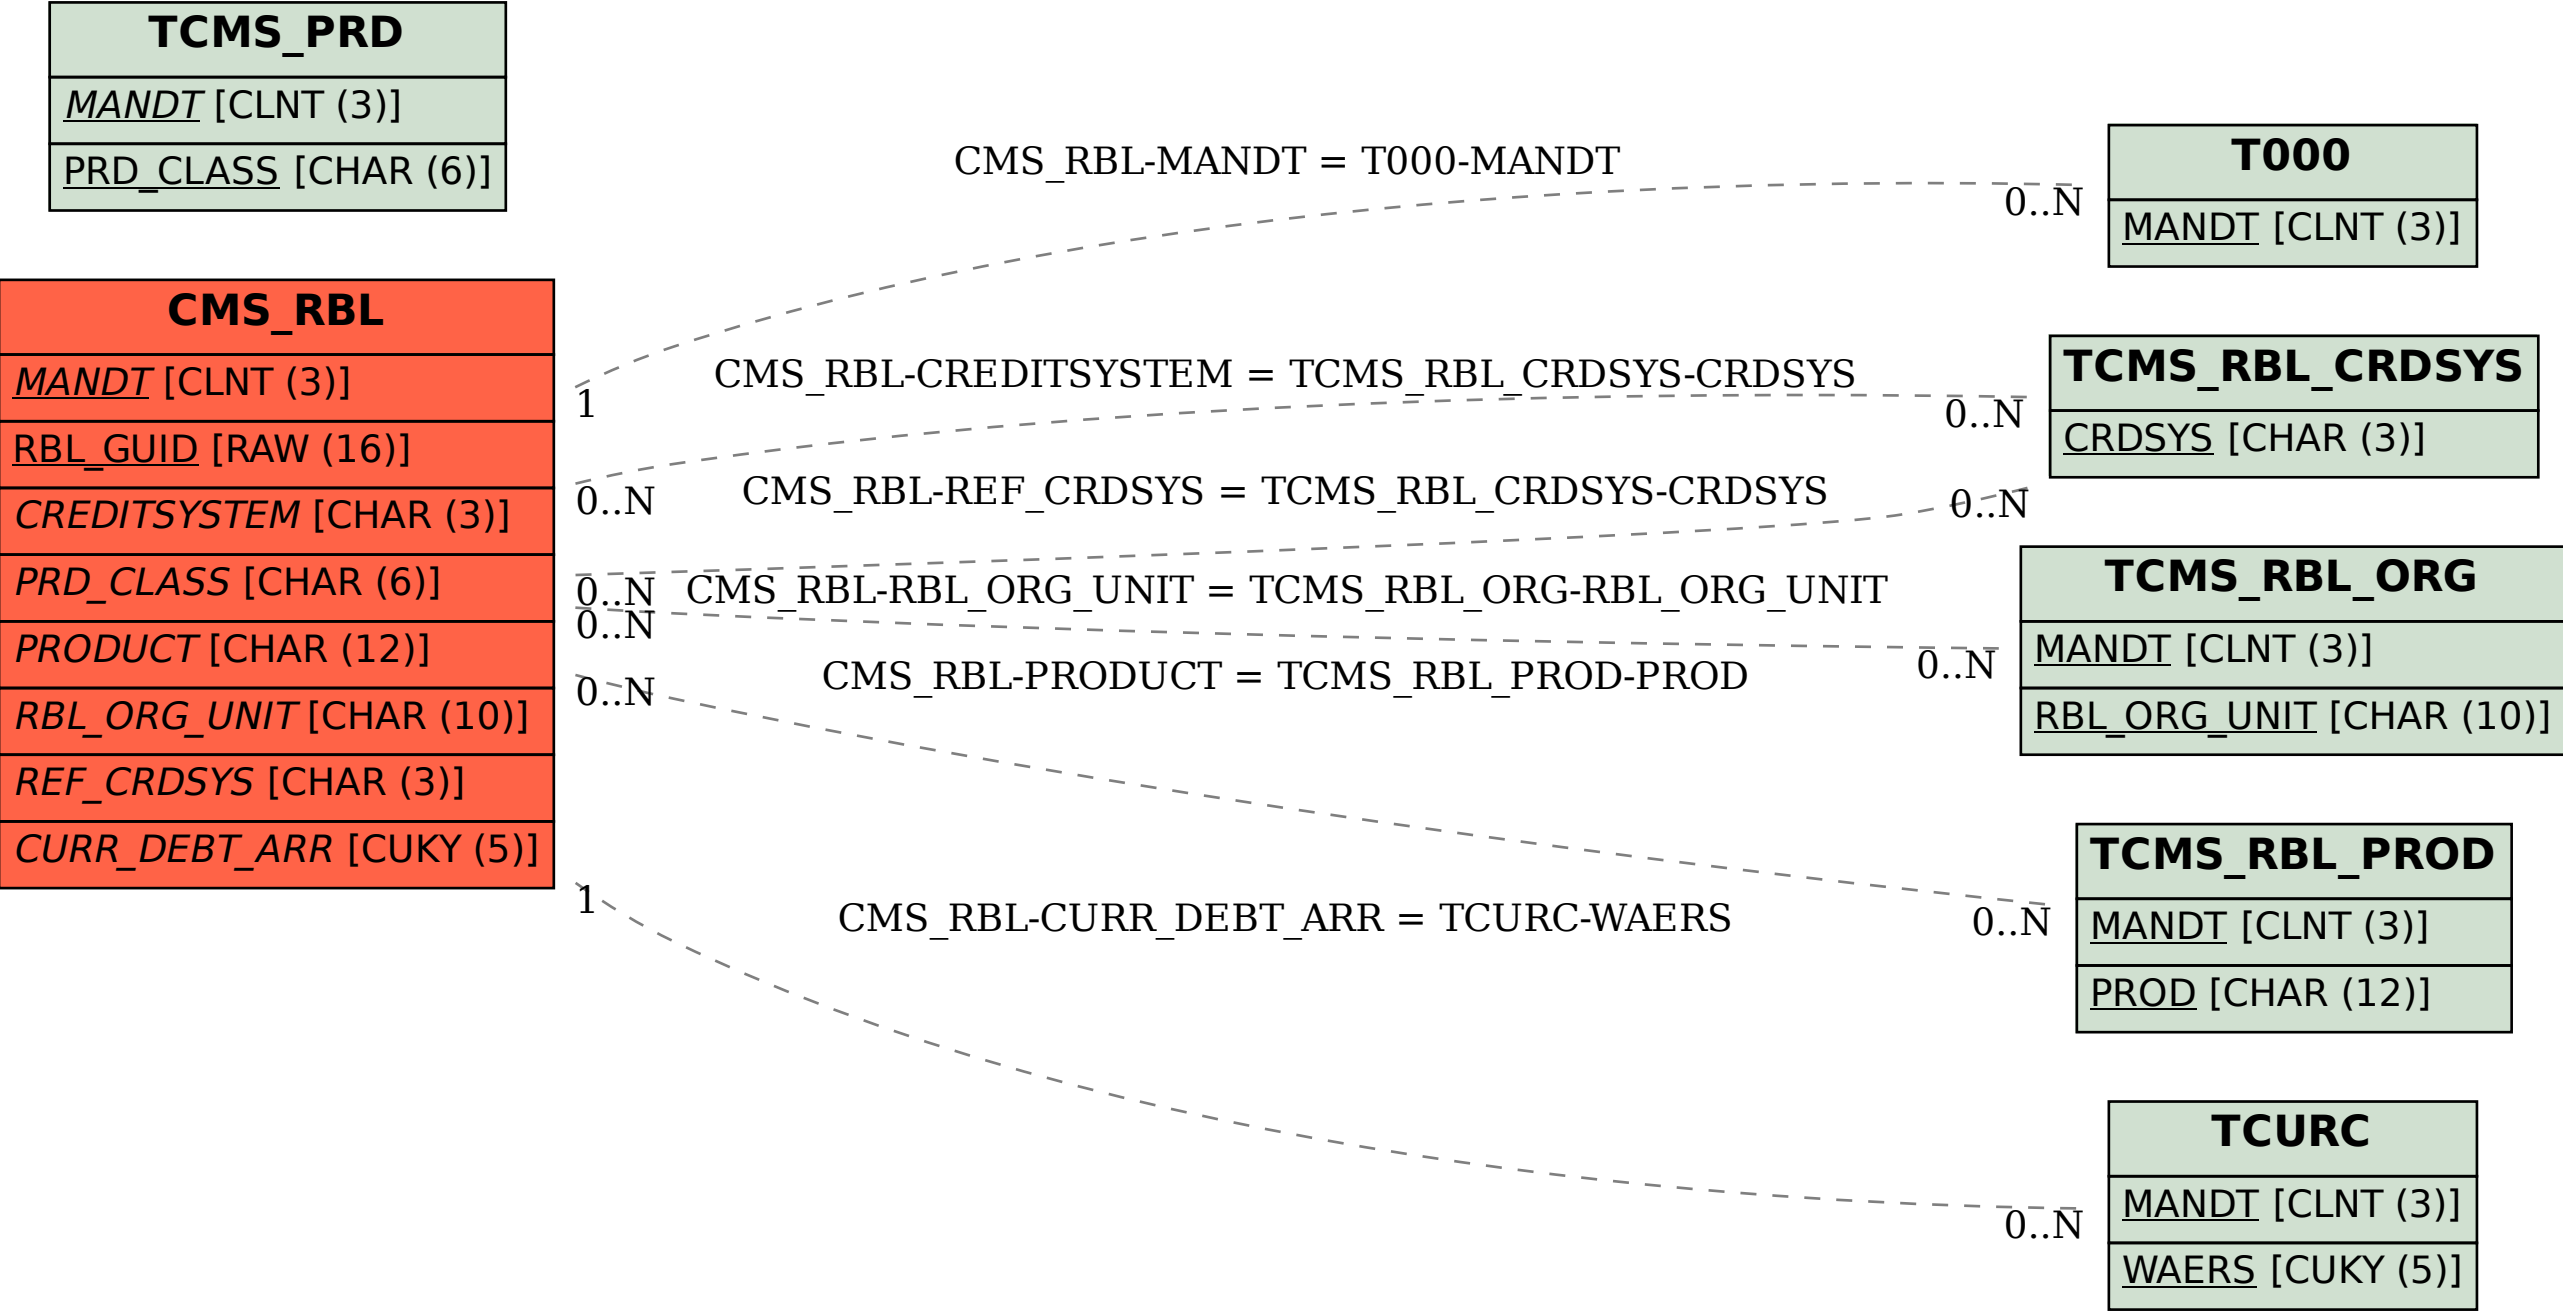 TCMS_PRD
MANDT [CLNT (3)]
PRD_CLASS [CHAR (6)]
CMS_RBL
MANDT [CLNT (3)]
RBL_GUID [RAW (16)]
CREDITSYSTEM [CHAR (3)]
PRD_CLASS [CHAR (6)]
PRODUCT [CHAR (12)]
RBL_ORG_UNIT [CHAR (10)]
REF_CRDSYS [CHAR (3)]
CURR_DEBT_ARR [CUKY (5)]
CMS_RBL-MANDT = T000-MANDT
1
0..N
CMS_RBL-CREDITSYSTEM = TCMS_RBL_CRDSYS-CRDSYS
0..N
0..N
CMS_RBL-REF_CRDSYS = TCMS_RBL_CRDSYS-CRDSYS
0..N
0..N
CMS_RBL-RBL_ORG_UNIT = TCMS_RBL_ORG-RBL_ORG_UNIT
0..N
0..N
CMS_RBL-PRODUCT = TCMS_RBL_PROD-PROD
0..N
0..N
CMS_RBL-CURR_DEBT_ARR = TCURC-WAERS
1
0..N
T000
MANDT [CLNT (3)]
TCMS_RBL_CRDSYS
CRDSYS [CHAR (3)]
TCMS_RBL_ORG
MANDT [CLNT (3)]
RBL_ORG_UNIT [CHAR (10)]
TCMS_RBL_PROD
MANDT [CLNT (3)]
PROD [CHAR (12)]
TCURC
MANDT [CLNT (3)]
WAERS [CUKY (5)]